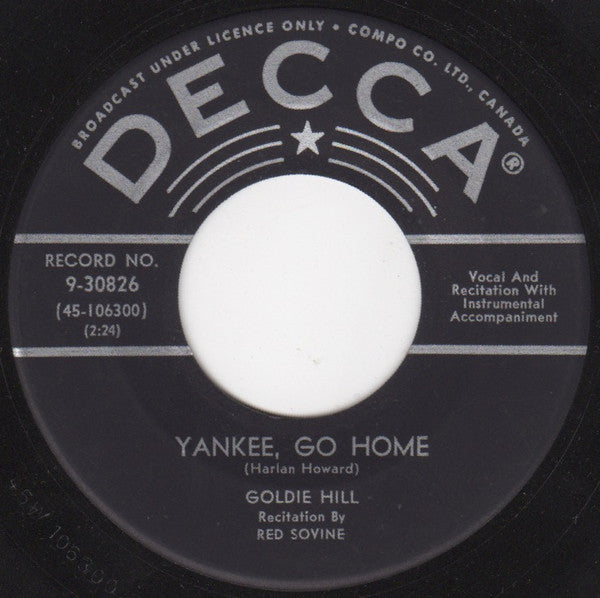 BROADCAST UNDER LICENCE ONLY • COMPO CO. LTD., CANADA
DECCA®
RECORD NO.
9-30826
(45-106300)
(2:24)
Vocal And
Recitation With
Instrumental
Accompaniment
YANKEE, GO HOME
(Harlan Howard)
GOLDIE HILL
Recitation By
RED SOVINE